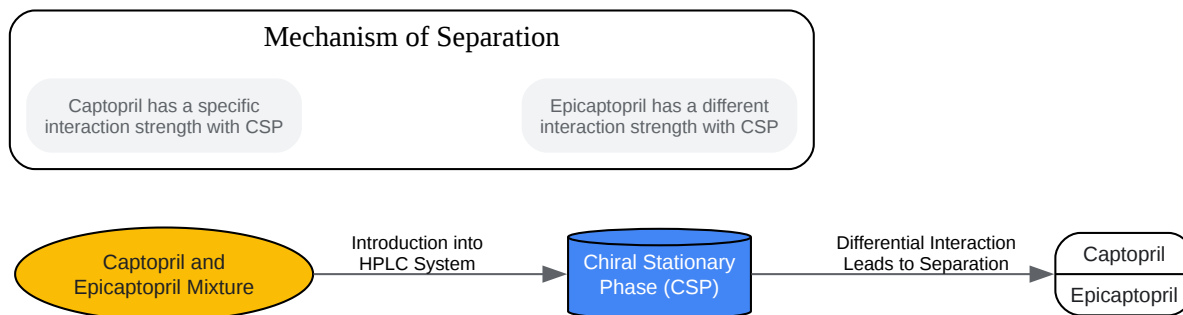 Mechanism of Separation
Captopril has a specific
interaction strength with CSP
Epicaptopril has a different
interaction strength with CSP
Captopril and
Epicaptopril Mixture
Introduction into
HPLC System
Chiral Stationary
Phase (CSP)
Differential Interaction
Leads to Separation
Captopril
Epicaptopril